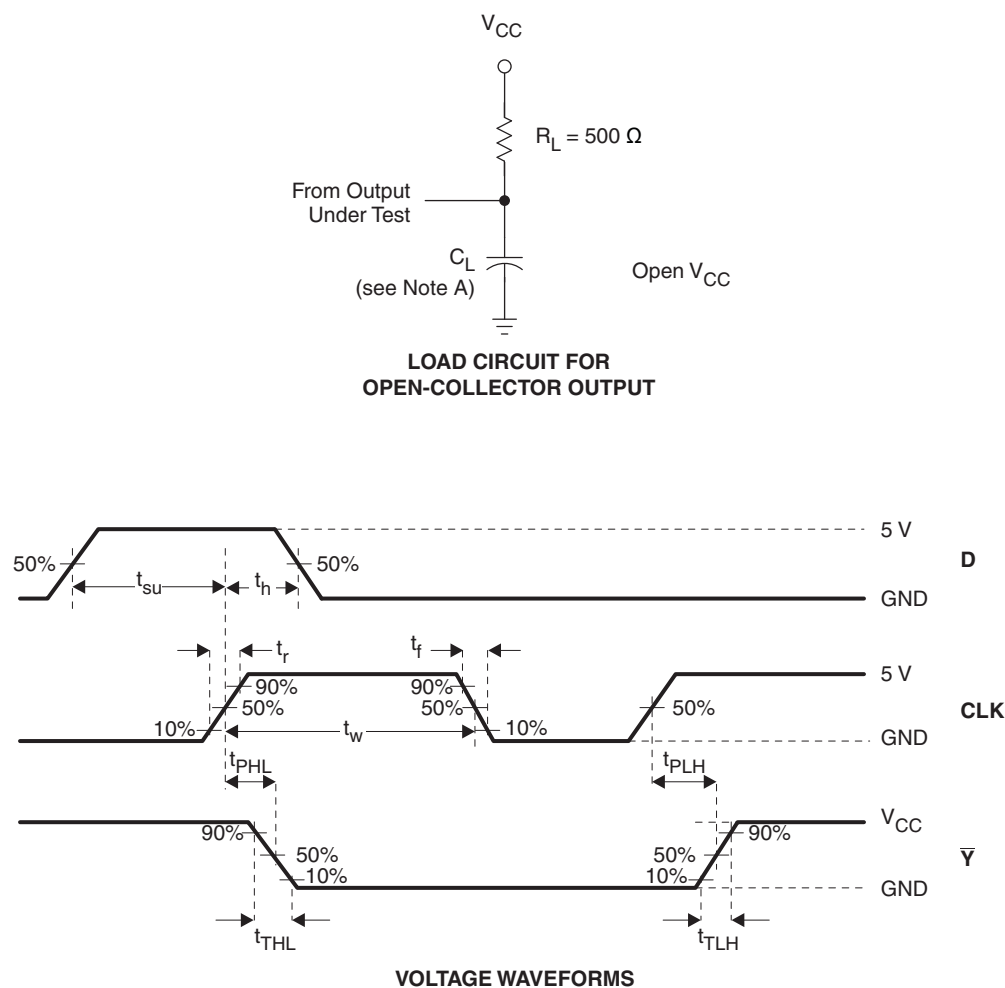 VCC
RL = 500 Ω
From Output
Under Test
CL
(see Note A)
Open VCC
LOAD CIRCUIT FOR
OPEN-COLLECTOR OUTPUT
5 V
50%
50%
D
tsu
th
GND
tr
tf
5 V
90%
90%
50%
50%
50%
CLK
10%
tw
10%
GND
tPHL
tPLH
VCC
90%
90%
50%
50%
Y̅
10%
10%
GND
tTHL
tTLH
VOLTAGE WAVEFORMS